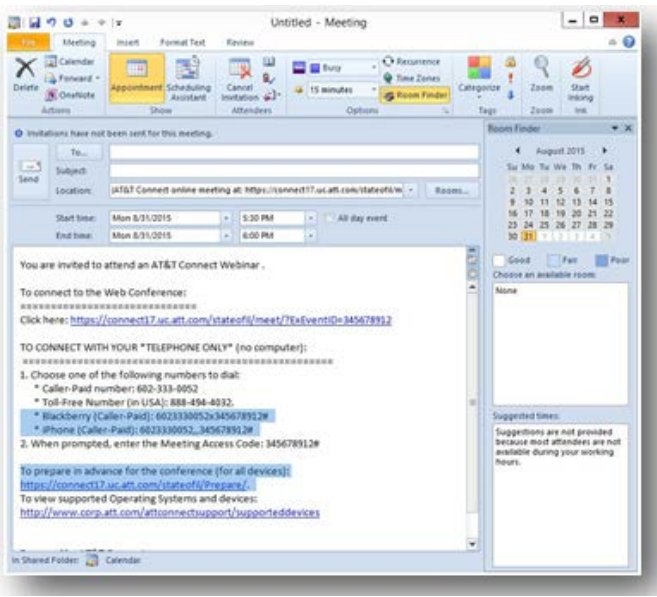 Untitled - Meeting
File Meeting Insert Format Text Review
Delete
Calendar
Forward
OneNote
Actions
Appointment Scheduling Assistant
Show
Cancel Invitation
Attendees
Busy
15 minutes
Recurrence
Time Zones
Room Finder
Options
Categorize
Tags
Zoom
Zoom
Start Inking
Ink
Invitations have not been sent for this meeting.
Send
To...
Subject:
Location: (AT&T Connect online meeting at: https://connect17.uc.att.com/stateofil/m
Rooms...
Start time: Mon 8/31/2015 5:30 PM All day event
End time: Mon 8/31/2015 6:00 PM
You are invited to attend an AT&T Connect Webinar .
To connect to the Web Conference:
==============================
Click here: https://connect17.uc.att.com/stateofil/meet/?ExEventID=345678912
TO CONNECT WITH YOUR *TELEPHONE ONLY* (no computer):
====================================================
1. Choose one of the following numbers to dial:
* Caller-Paid number: 602-333-0052
* Toll-Free Number (in USA): 888-494-4032.
* Blackberry (Caller-Paid): 6023330052x345678912#
* iPhone (Caller-Paid): 6023330052,,345678912#
2. When prompted, enter the Meeting Access Code: 345678912#
To prepare in advance for the conference (for all devices):
https://connect17.uc.att.com/stateofil/Prepare/.
To view supported Operating Systems and devices:
http://www.corp.att.com/attconnectsupport/supporteddevices
In Shared Folder: Calendar
Room Finder
August 2015
Su Mo Tu We Th Fr Sa
26 27 28 29 30 31 1
2 3 4 5 6 7 8
9 10 11 12 13 14 15
16 17 18 19 20 21 22
23 24 25 26 27 28 29
30 31 1 2 3 4 5
Good Fair Poor
Choose an available room:
None
Suggested times:
Suggestions are not provided
because most attendees are not
available during your working
hours.